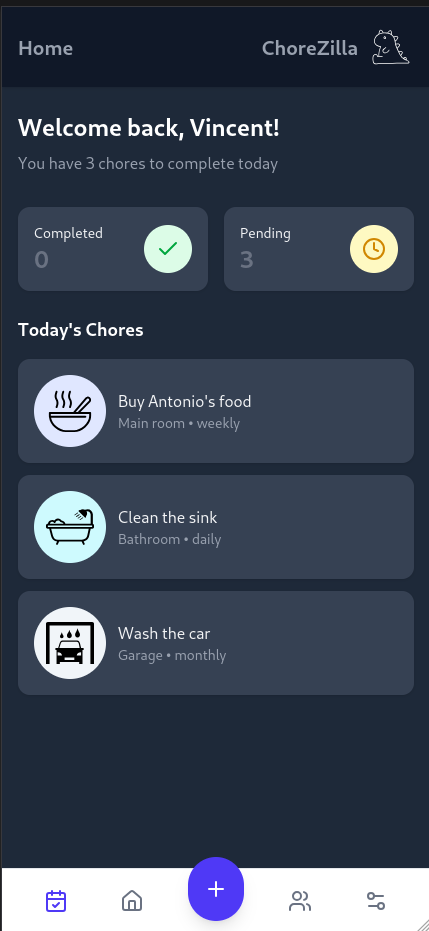 Home
ChoreZilla
Welcome back, Vincent!
You have 3 chores to complete today
Completed
0
Pending
3
Today's Chores
Buy Antonio's food
Main room • weekly
Clean the sink
Bathroom • daily
Wash the car
Garage • monthly